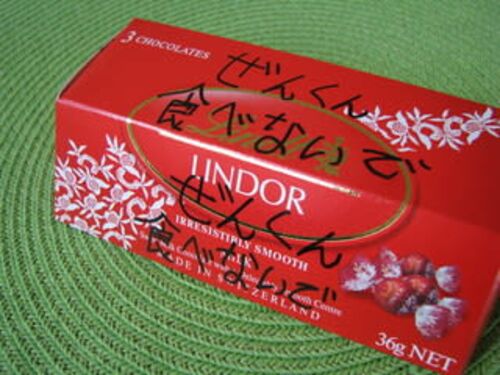 3 CHOCOLATES
ぜんくん
食べないで
LINDOR
IRRESISTIBLY SMOOTH
ぜんくん
食べないで
MADE IN SWITZERLAND
36g NET